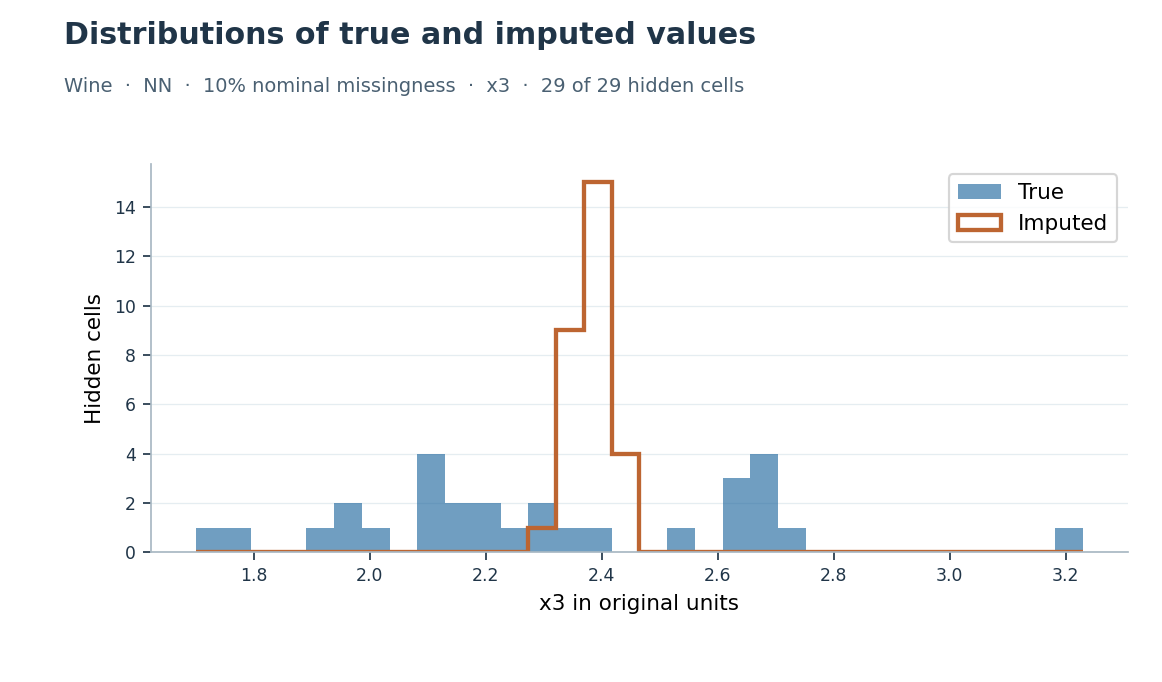 Distributions of true and imputed values
Wine · NN · 10% nominal missingness · x3 · 29 of 29 hidden cells
True
Imputed
Hidden cells
14
12
10
8
6
4
2
0
1.8 2.0 2.2 2.4 2.6 2.8 3.0 3.2
x3 in original units